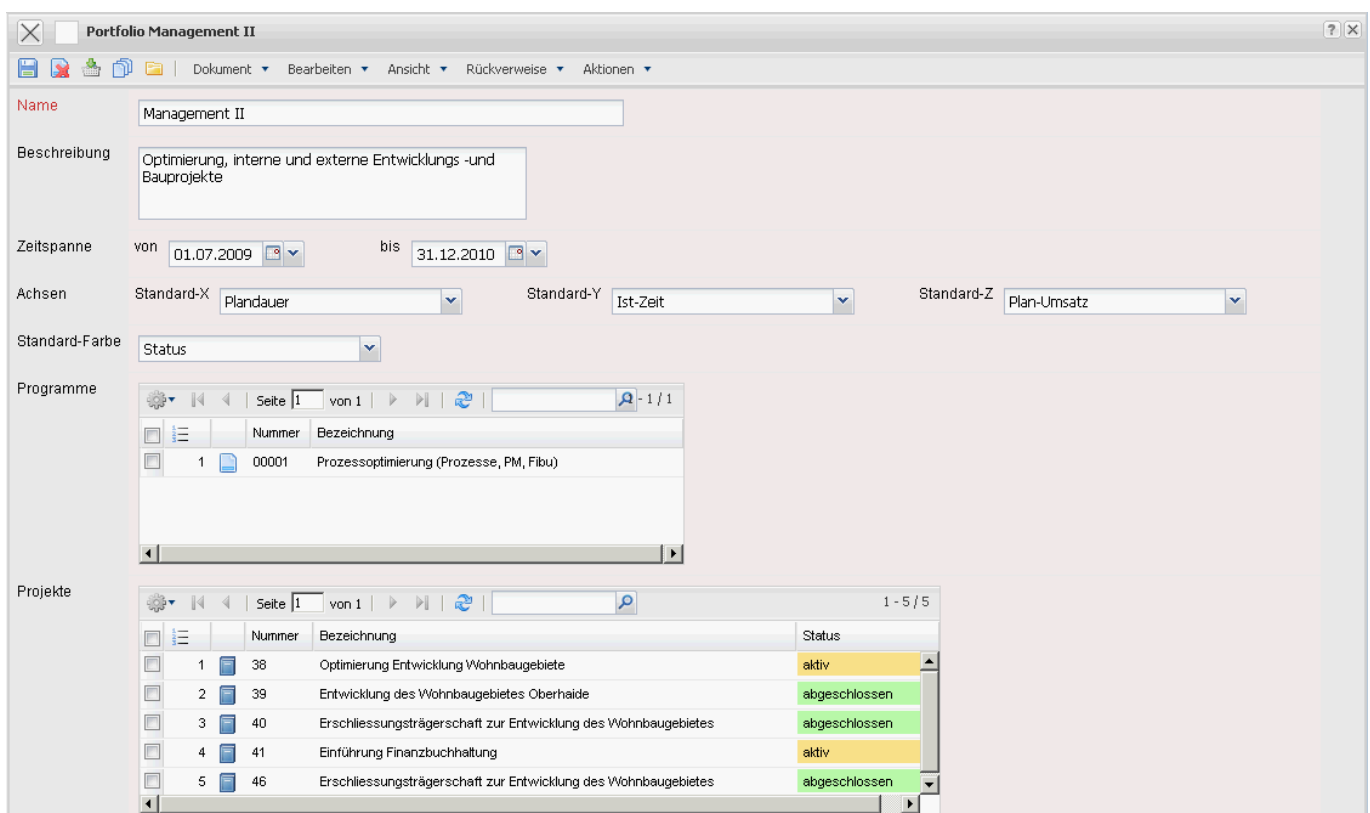 Portfolio Management II
Dokument Bearbeiten Ansicht Rückverweise Aktionen
Name Management II
Beschreibung Optimierung, interne und externe Entwicklungs -und
Bauprojekte
Zeitspanne von 01.07.2009 bis 31.12.2010
Achsen Standard-X Plandauer Standard-Y Ist-Zeit Standard-Z Plan-Umsatz
Standard-Farbe Status
Programme
Seite 1 von 1 - 1 / 1
Nummer Bezeichnung
1 00001 Prozessoptimierung (Prozesse, PM, Fibu)
Projekte
Seite 1 von 1 1 - 5 / 5
Nummer Bezeichnung Status
1 38 Optimierung Entwicklung Wohnbaugebiete aktiv
2 39 Entwicklung des Wohnbaugebietes Oberhaide abgeschlossen
3 40 Erschliessungsträgerschaft zur Entwicklung des Wohnbaugebietes abgeschlossen
4 41 Einführung Finanzbuchhaltung aktiv
5 46 Erschliessungsträgerschaft zur Entwicklung des Wohnbaugebietes abgeschlossen